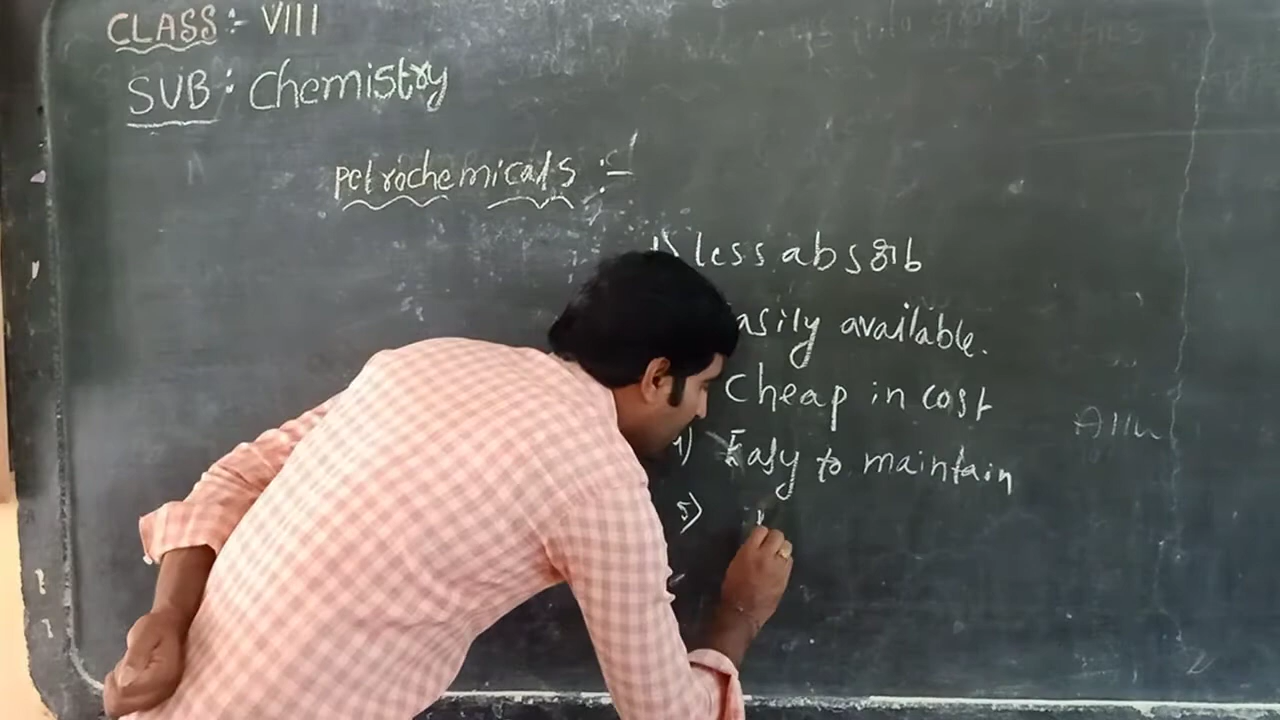 CLASS :- VIII
SUB : Chemistry
petrochemicals :-
1) less absorb
asily available.
Cheap in cost
4) Easy to maintain
5)